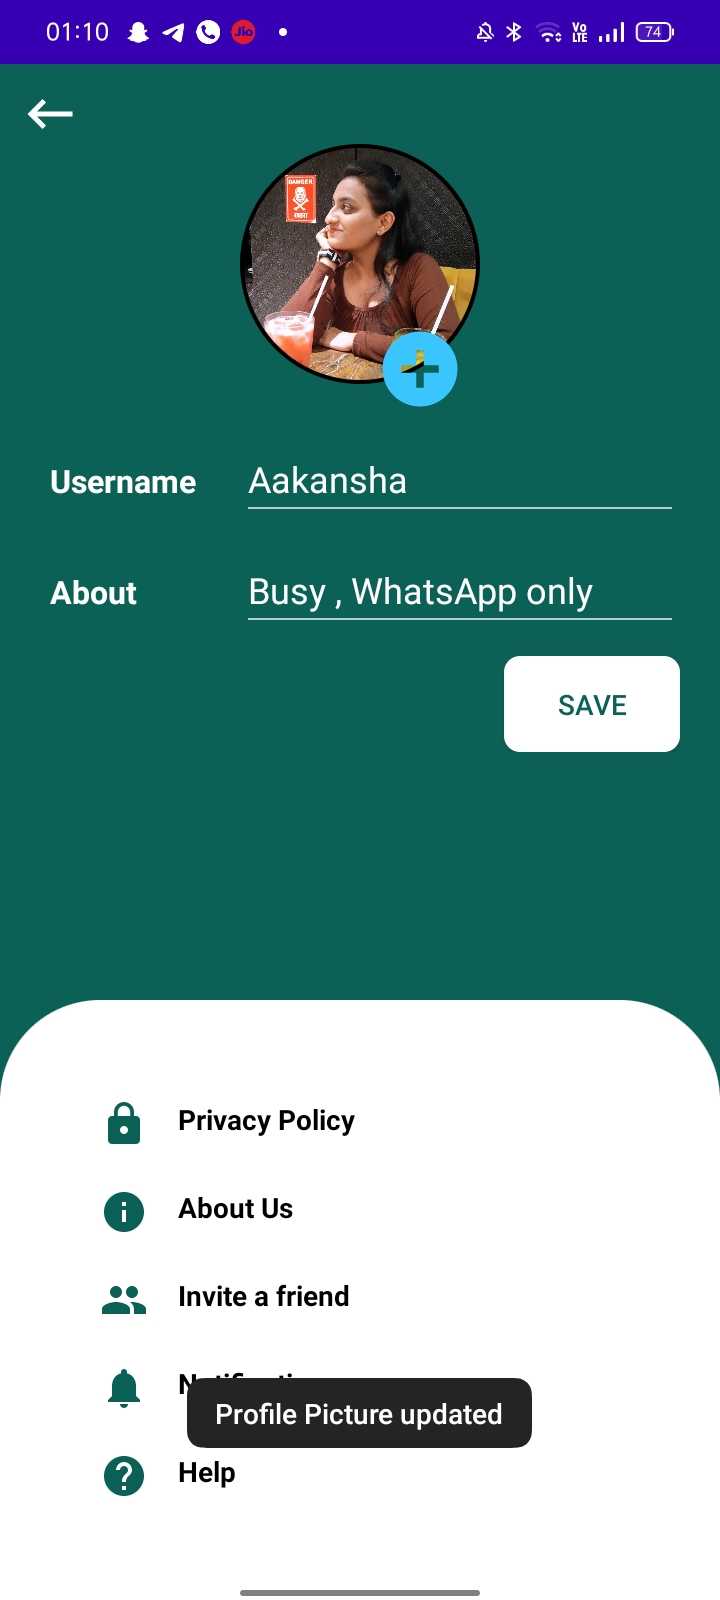 01:10
Jio
Vo
LTE
74
DANGER
Username
Aakansha
About
Busy , WhatsApp only
SAVE
Privacy Policy
About Us
Invite a friend
Profile Picture updated
Help